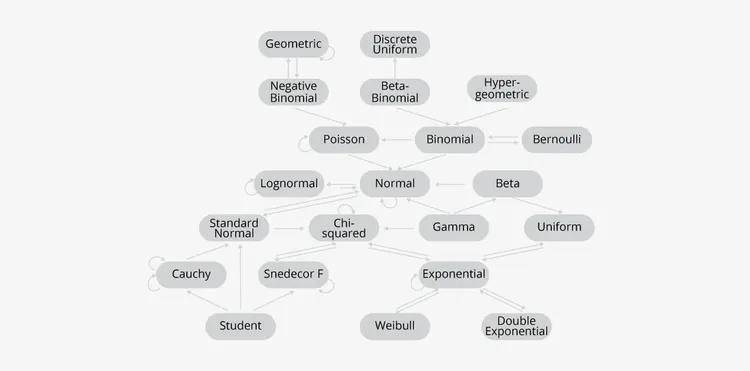 Geometric
Discrete
Uniform
Negative
Binomial
Beta-
Binomial
Hyper-
geometric
Poisson
Binomial
Bernoulli
Lognormal
Normal
Beta
Standard
Normal
Chi-
squared
Gamma
Uniform
Cauchy
Snedecor F
Exponential
Student
Weibull
Double
Exponential